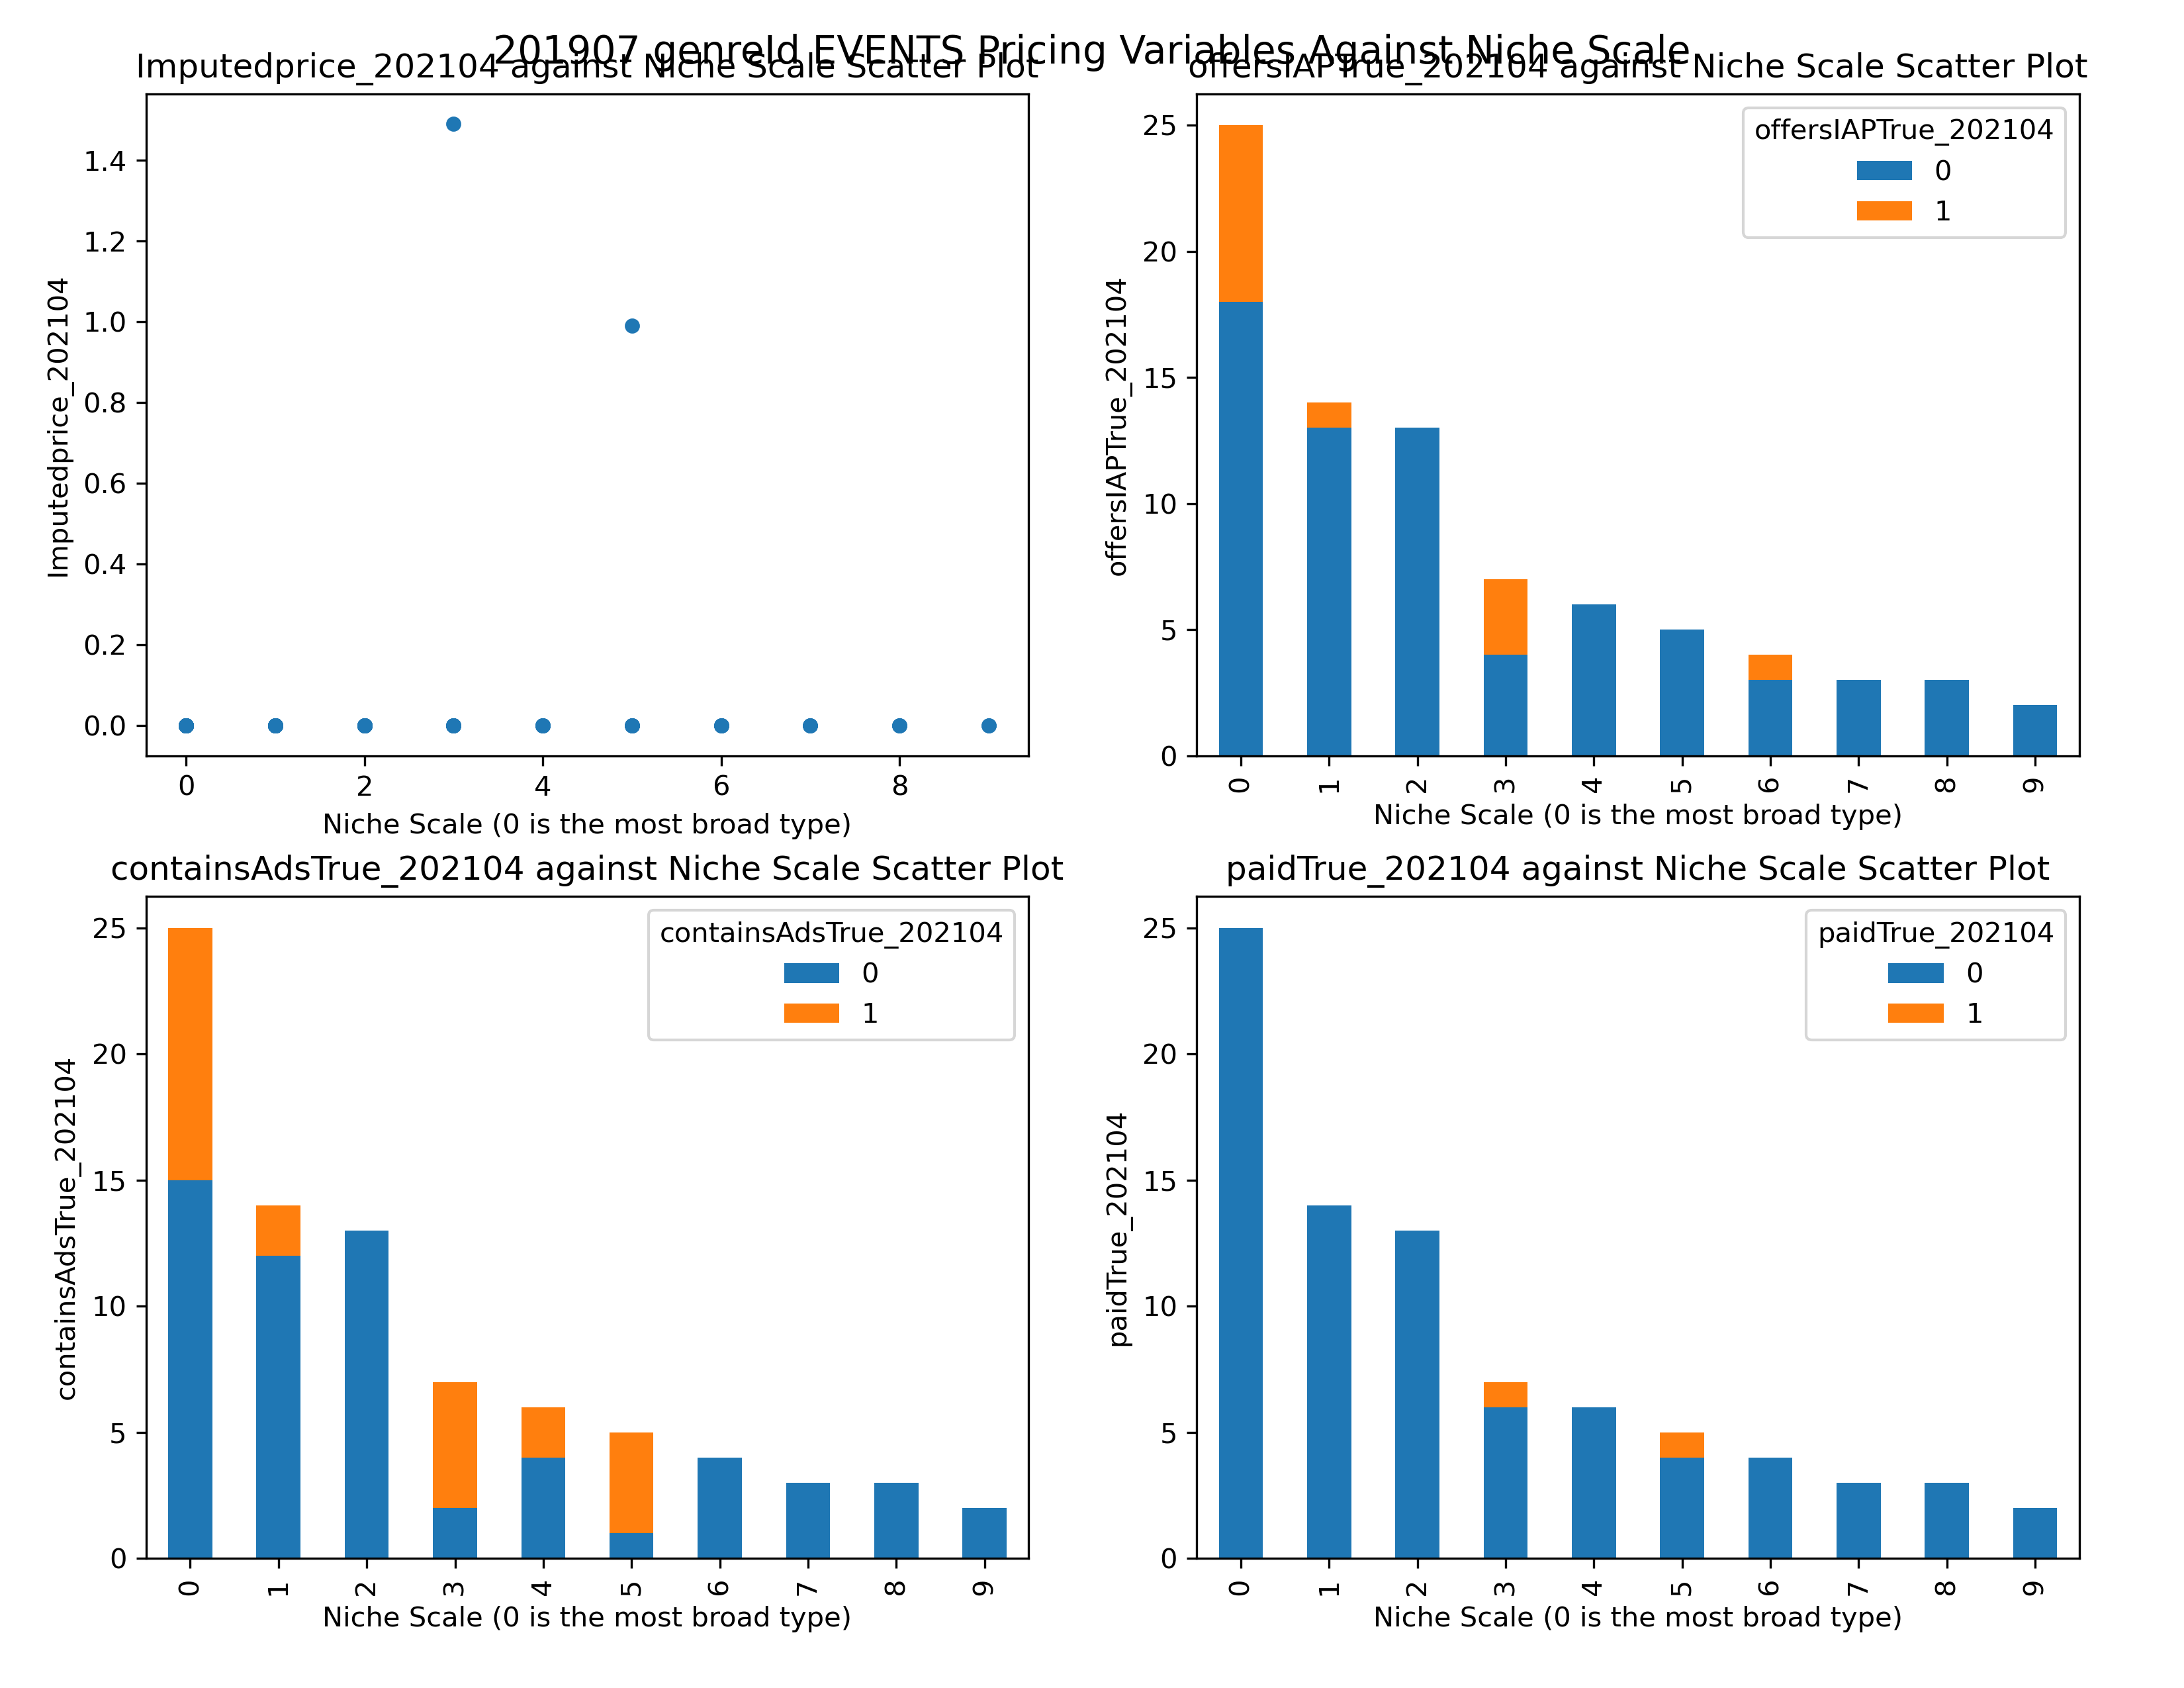 201907 genreId EVENTS Pricing Variables Against Niche Scale
Imputedprice_202104 against Niche Scale Scatter Plot
Imputedprice_202104
1.4
1.2
1.0
0.8
0.6
0.4
0.2
0.0
0 2 4 6 8
Niche Scale (0 is the most broad type)
offersIAPTrue_202104 against Niche Scale Scatter Plot
offersIAPTrue_202104
25
20
15
10
5
0
offersIAPTrue_202104
0
1
0 1 2 3 4 5 6 7 8 9
Niche Scale (0 is the most broad type)
containsAdsTrue_202104 against Niche Scale Scatter Plot
containsAdsTrue_202104
25
20
15
10
5
0
containsAdsTrue_202104
0
1
0 1 2 3 4 5 6 7 8 9
Niche Scale (0 is the most broad type)
paidTrue_202104 against Niche Scale Scatter Plot
paidTrue_202104
25
20
15
10
5
0
paidTrue_202104
0
1
0 1 2 3 4 5 6 7 8 9
Niche Scale (0 is the most broad type)